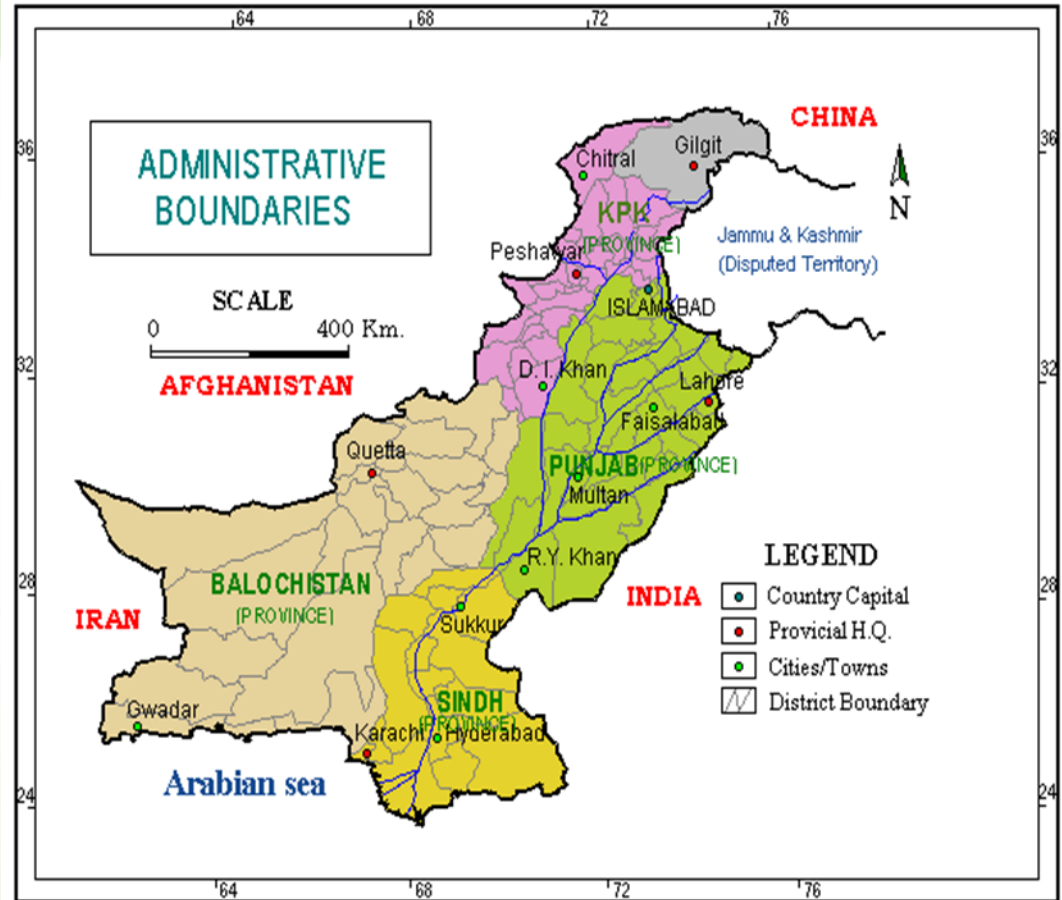 64 68 72 76
CHINA
36 36
ADMINISTRATIVE
BOUNDARIES
Chitral
Gilgit
N
KPK
(PROVINCE)
Jammu & Kashmir
(Disputed Territory)
Peshawar
ISLAMABAD
SCALE
0 400 Km.
AFGHANISTAN
32 32
D. I. Khan
Lahore
Faisalabad
Quetta
PUNJAB (PROVINCE)
Multan
R.Y. Khan
28 28
BALOCHISTAN
(PROVINCE)
IRAN
INDIA
Sukkur
LEGEND
Country Capital
Provicial H.Q.
Cities/Towns
District Boundary
SINDH
(PROVINCE)
Gwadar
Karachi
Hyderabad
Arabian sea
24 24
64 68 72 76